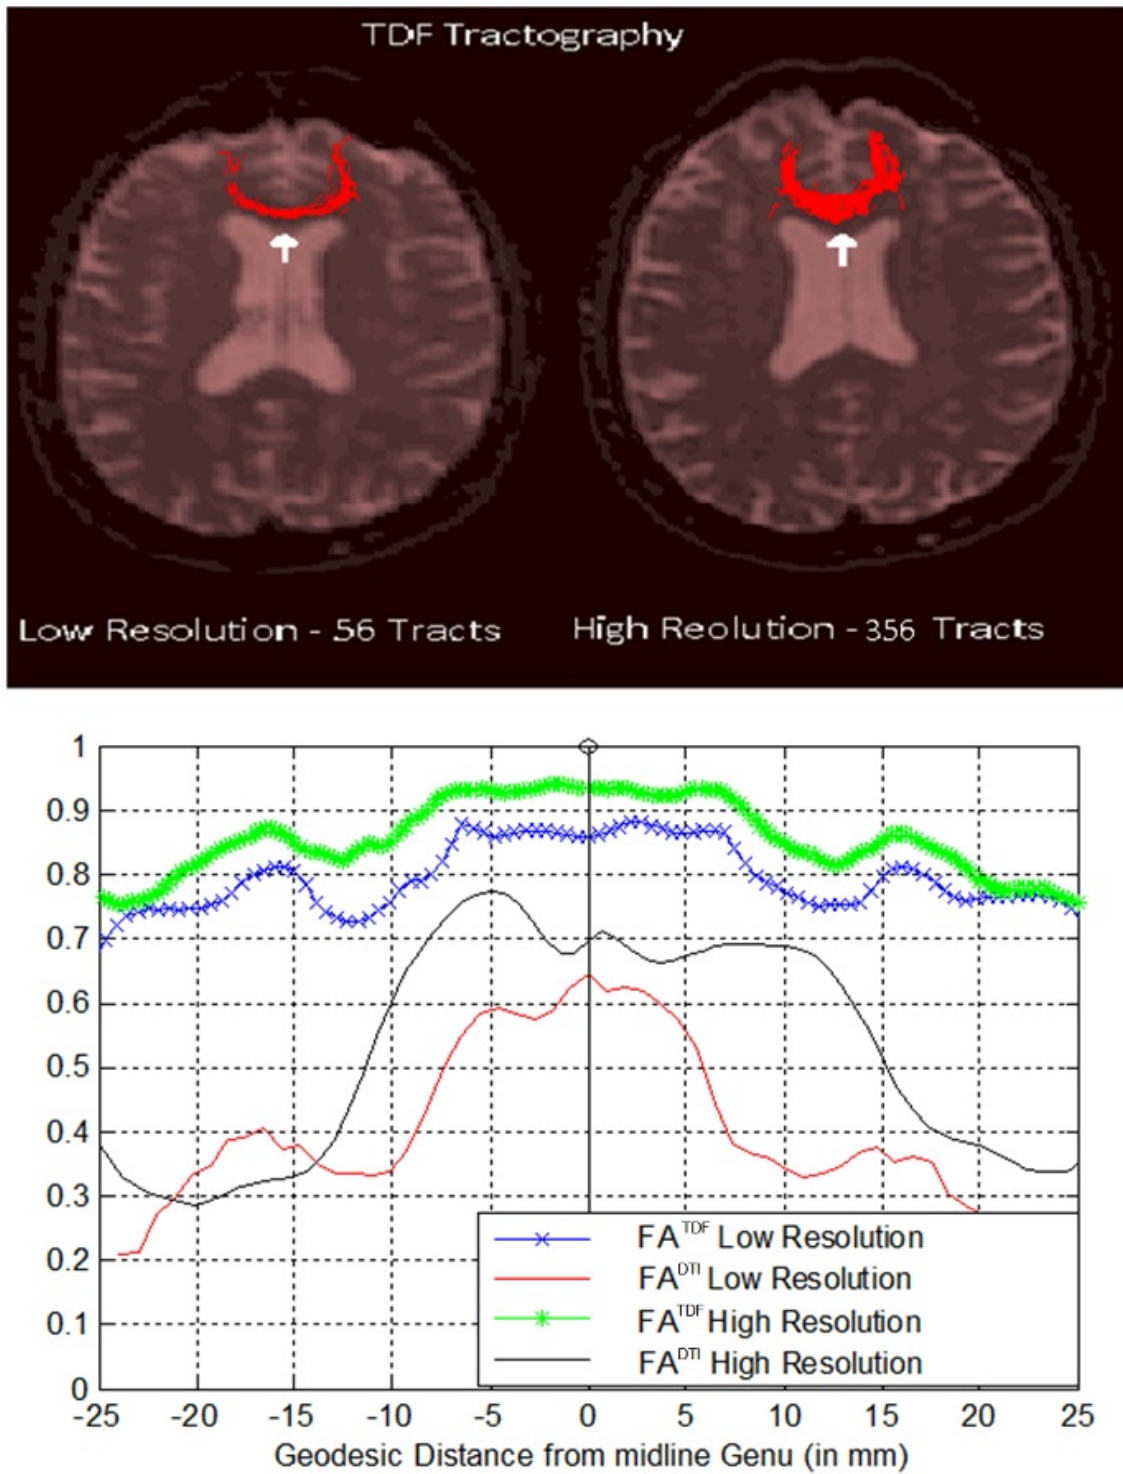 TDF Tractography
Low Resolution - 56 Tracts
High Reolution - 356 Tracts
1
0.9
0.8
0.7
0.6
0.5
0.4
0.3
0.2
0.1
0
FA^TDF Low Resolution
FA^DTI Low Resolution
FA^TDF High Resolution
FA^DTI High Resolution
-25 -20 -15 -10 -5 0 5 10 15 20 25
Geodesic Distance from midline Genu (in mm)